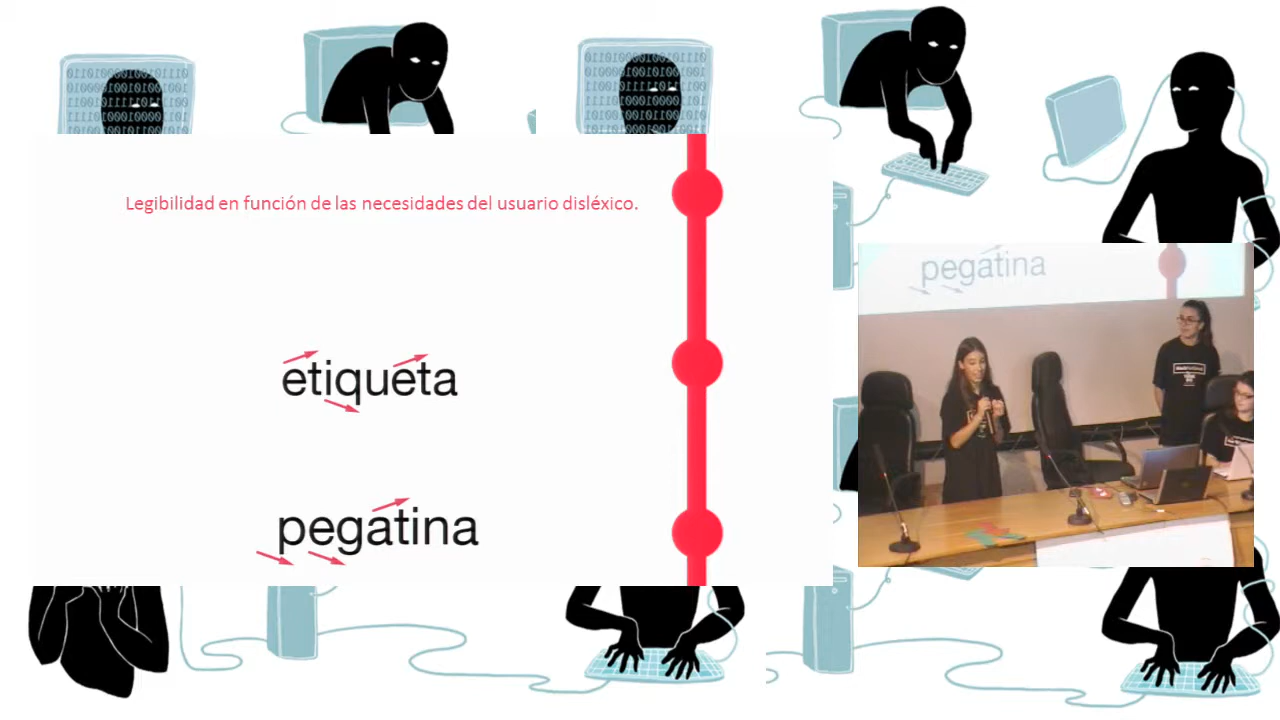 Legibilidad en función de las necesidades del usuario disléxico.
etiqueta
pegatina
pegatina